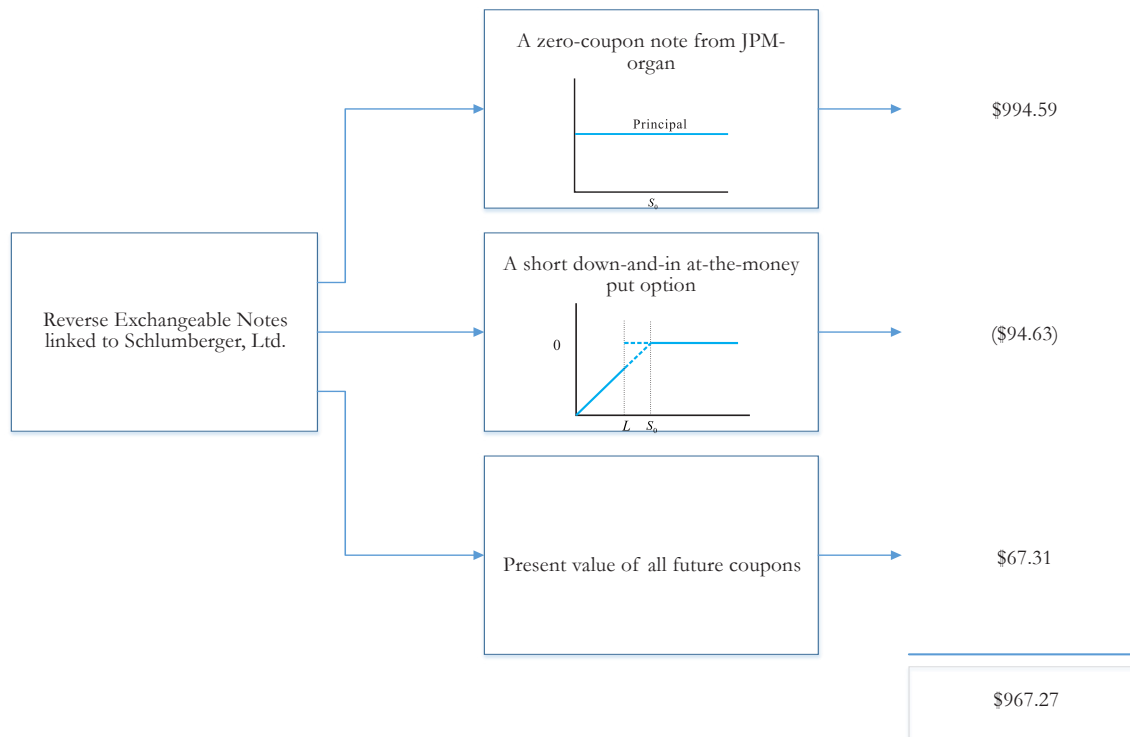 A zero-coupon note from JPM-
organ
Principal
S₀
$994.59
Reverse Exchangeable Notes
linked to Schlumberger, Ltd.
A short down-and-in at-the-money
put option
0
L
S₀
($94.63)
Present value of all future coupons
$67.31
$967.27